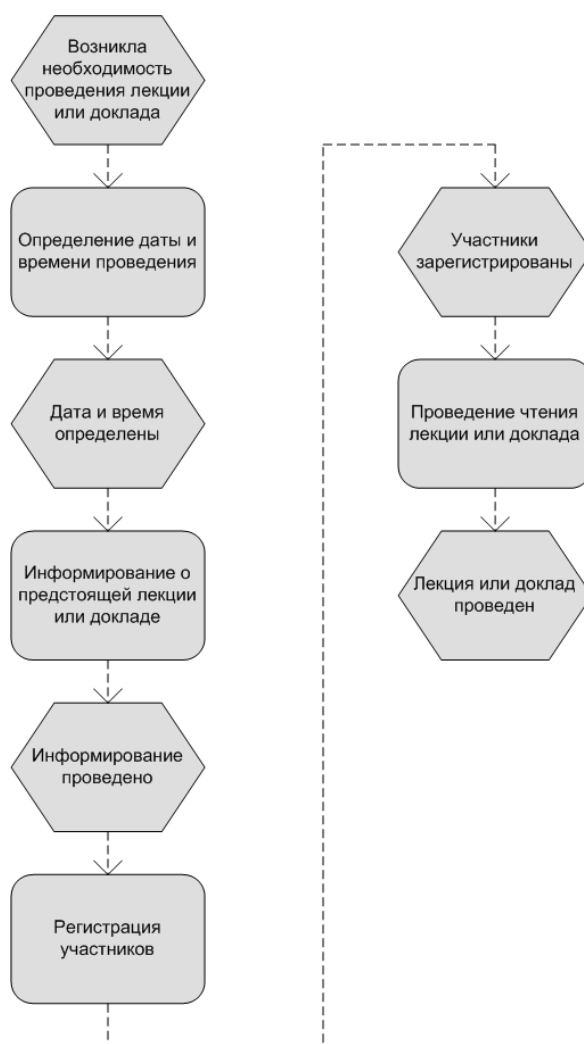 Возникла
необходимость
проведения лекции
или доклада
Определение даты и
времени проведения
Дата и время
определены
Информирование о
предстоящей лекции
или докладе
Информирование
проведено
Регистрация
участников
Участники
зарегистрированы
Проведение чтения
лекции или доклада
Лекция или доклад
проведен